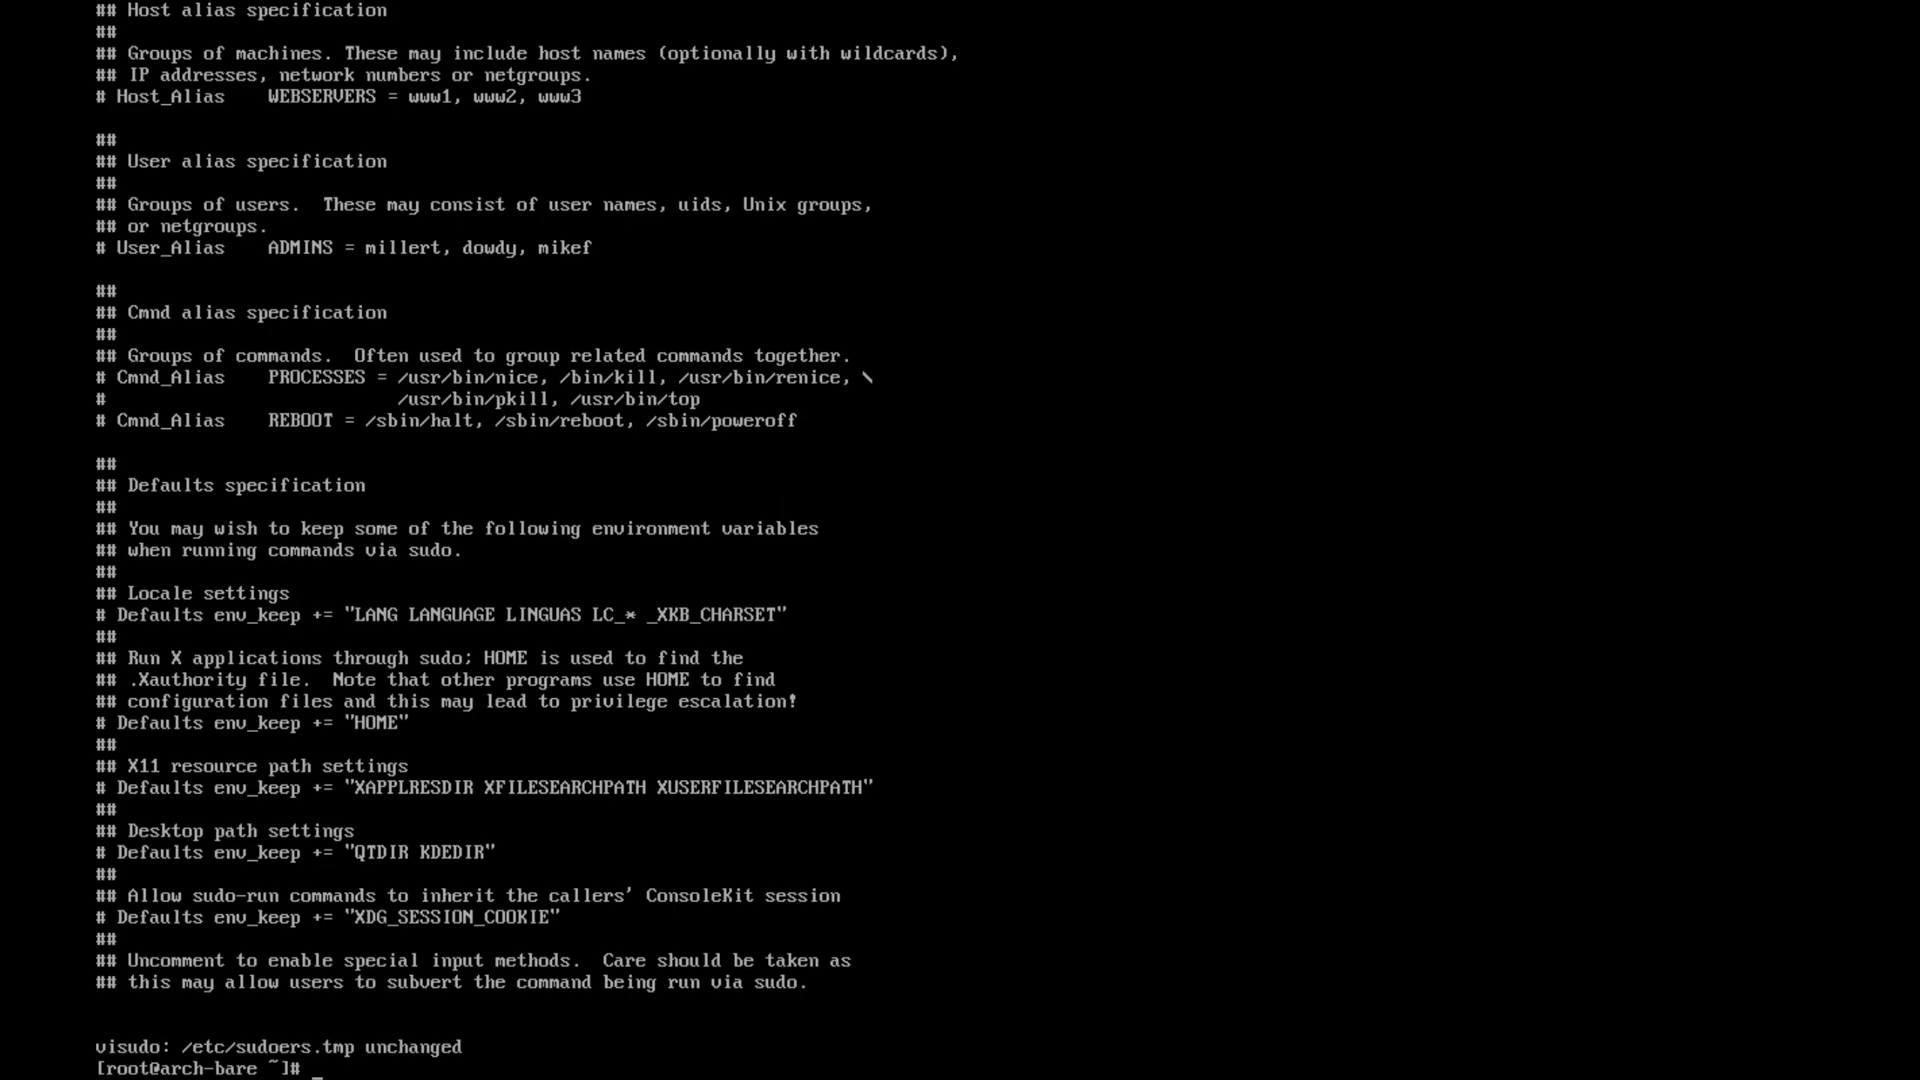 ## Host alias specification
##
## Groups of machines. These may include host names (optionally with wildcards),
## IP addresses, network numbers or netgroups.
# Host_Alias    WEBSERVERS = www1, www2, www3

##
## User alias specification
##
## Groups of users.  These may consist of user names, uids, Unix groups,
## or netgroups.
# User_Alias    ADMINS = millert, dowdy, mikef

##
## Cmnd alias specification
##
## Groups of commands.  Often used to group related commands together.
# Cmnd_Alias    PROCESSES = /usr/bin/nice, /bin/kill, /usr/bin/renice, \
#                           /usr/bin/pkill, /usr/bin/top
# Cmnd_Alias    REBOOT = /sbin/halt, /sbin/reboot, /sbin/poweroff

##
## Defaults specification
##
## You may wish to keep some of the following environment variables
## when running commands via sudo.
##
## Locale settings
# Defaults env_keep += "LANG LANGUAGE LINGUAS LC_* _XKB_CHARSET"
##
## Run X applications through sudo; HOME is used to find the
## .Xauthority file.  Note that other programs use HOME to find
## configuration files and this may lead to privilege escalation!
# Defaults env_keep += "HOME"
##
## X11 resource path settings
# Defaults env_keep += "XAPPLRESDIR XFILESEARCHPATH XUSERFILESEARCHPATH"
##
## Desktop path settings
# Defaults env_keep += "QTDIR KDEDIR"
##
## Allow sudo-run commands to inherit the callers' ConsoleKit session
# Defaults env_keep += "XDG_SESSION_COOKIE"
##
## Uncomment to enable special input methods.  Care should be taken as
## this may allow users to subvert the command being run via sudo.

visudo: /etc/sudoers.tmp unchanged
[root@arch-bare ~]# _